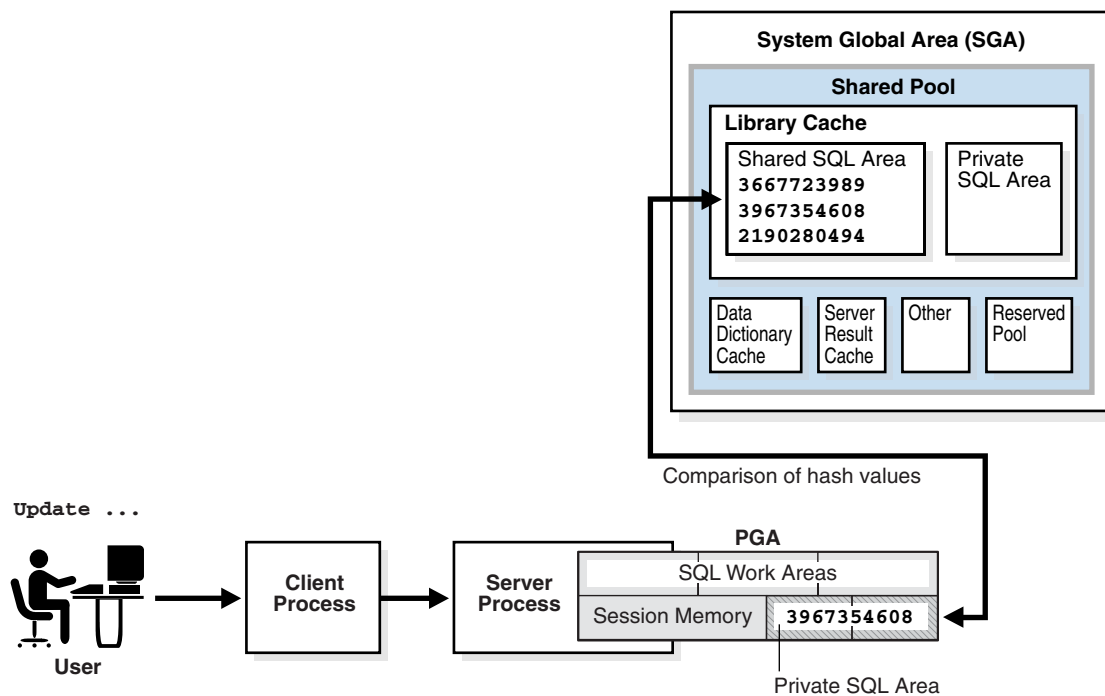 System Global Area (SGA)
Shared Pool
Library Cache
Shared SQL Area
3667723989
3967354608
2190280494
Private
SQL Area
Data
Dictionary
Cache
Server
Result
Cache
Other
Reserved
Pool
Comparison of hash values
Update ...
User
Client
Process
Server
Process
PGA
SQL Work Areas
Session Memory
3967354608
Private SQL Area